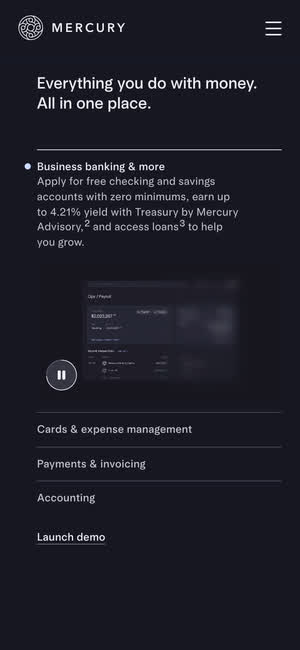 MERCURY
Everything you do with money.
All in one place.
Business banking & more
Apply for free checking and savings
accounts with zero minimums, earn up
to 4.21% yield with Treasury by Mercury
Advisory,2 and access loans3 to help
you grow.
Ops / Payroll
Cards & expense management
Payments & invoicing
Accounting
Launch demo